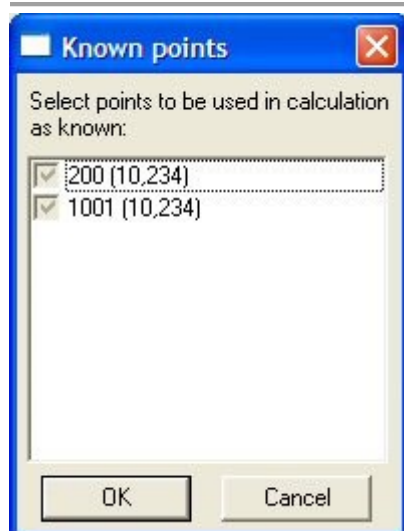 Known points
Select points to be used in calculation
as known:
200 (10,234)
1001 (10,234)
OK
Cancel